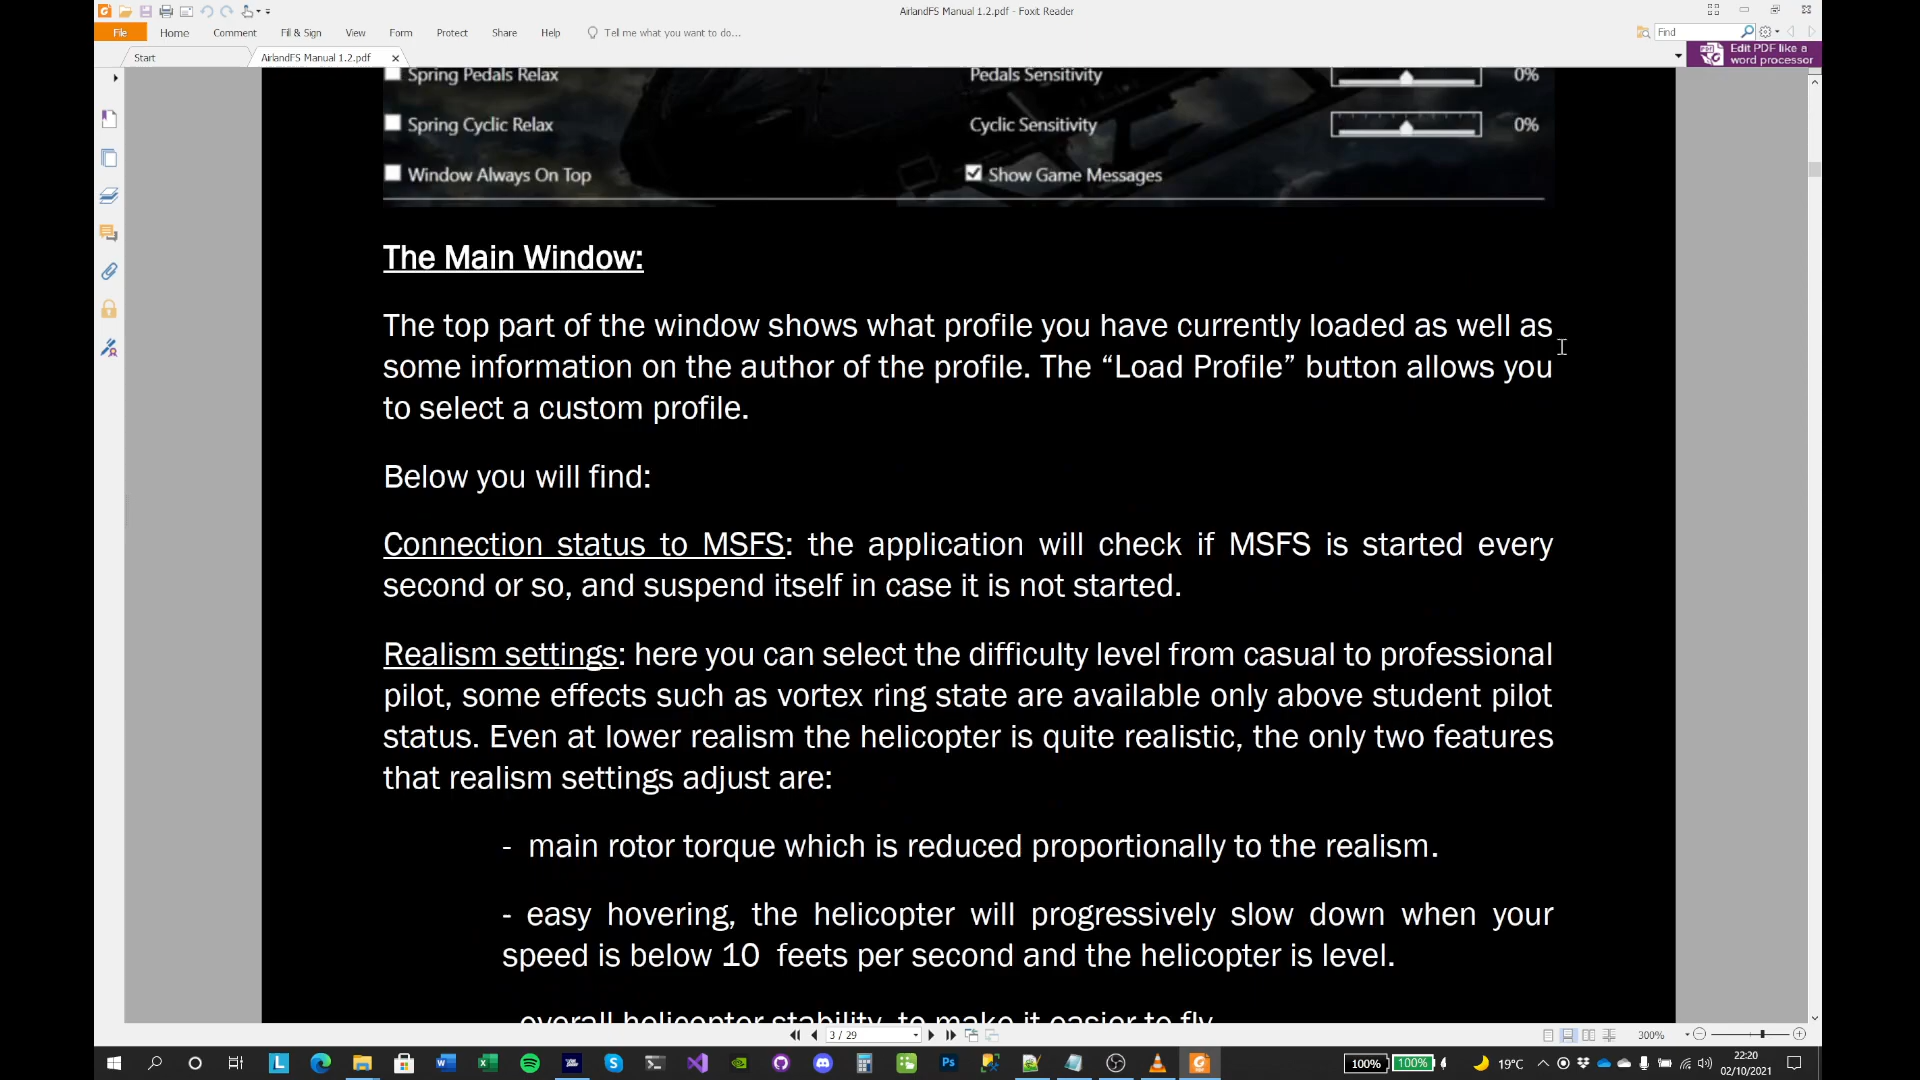 AirlandFS Manual 1.2.pdf - Foxit Reader
File Home Comment Fill & Sign View Form Protect Share Help Tell me what you want to do... Find
Start AirlandFS Manual 1.2.pdf
Edit PDF like a
word processor
Spring Pedals Relax Pedals Sensitivity 0%
Spring Cyclic Relax Cyclic Sensitivity 0%
Window Always On Top Show Game Messages
The Main Window:
The top part of the window shows what profile you have currently loaded as well as
some information on the author of the profile. The “Load Profile” button allows you
to select a custom profile.
Below you will find:
Connection status to MSFS: the application will check if MSFS is started every
second or so, and suspend itself in case it is not started.
Realism settings: here you can select the difficulty level from casual to professional
pilot, some effects such as vortex ring state are available only above student pilot
status. Even at lower realism the helicopter is quite realistic, the only two features
that realism settings adjust are:
- main rotor torque which is reduced proportionally to the realism.
- easy hovering, the helicopter will progressively slow down when your
speed is below 10 feets per second and the helicopter is level.
overall helicopter stability, to make it easier to fly
3 / 29 300%
100% 100% 19°C 22:20
02/10/2021